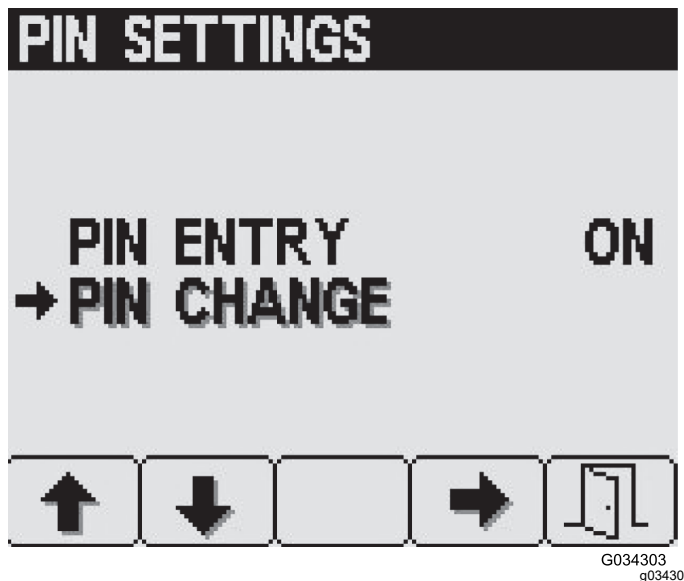 PIN SETTINGS
PIN ENTRY ON
→ PIN CHANGE
G034303
g03430